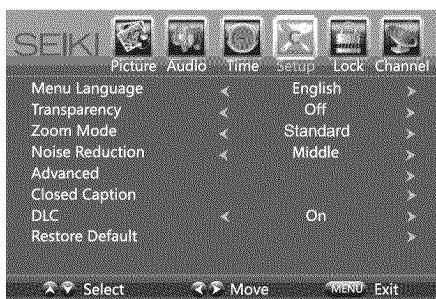 SEIKI
Picture Audio Time Setup Lock Channel
Menu Language English
Transparency Off
Zoom Mode Standard
Noise Reduction Middle
Advanced
Closed Caption
DLC On
Restore Default
Select Move MENU Exit